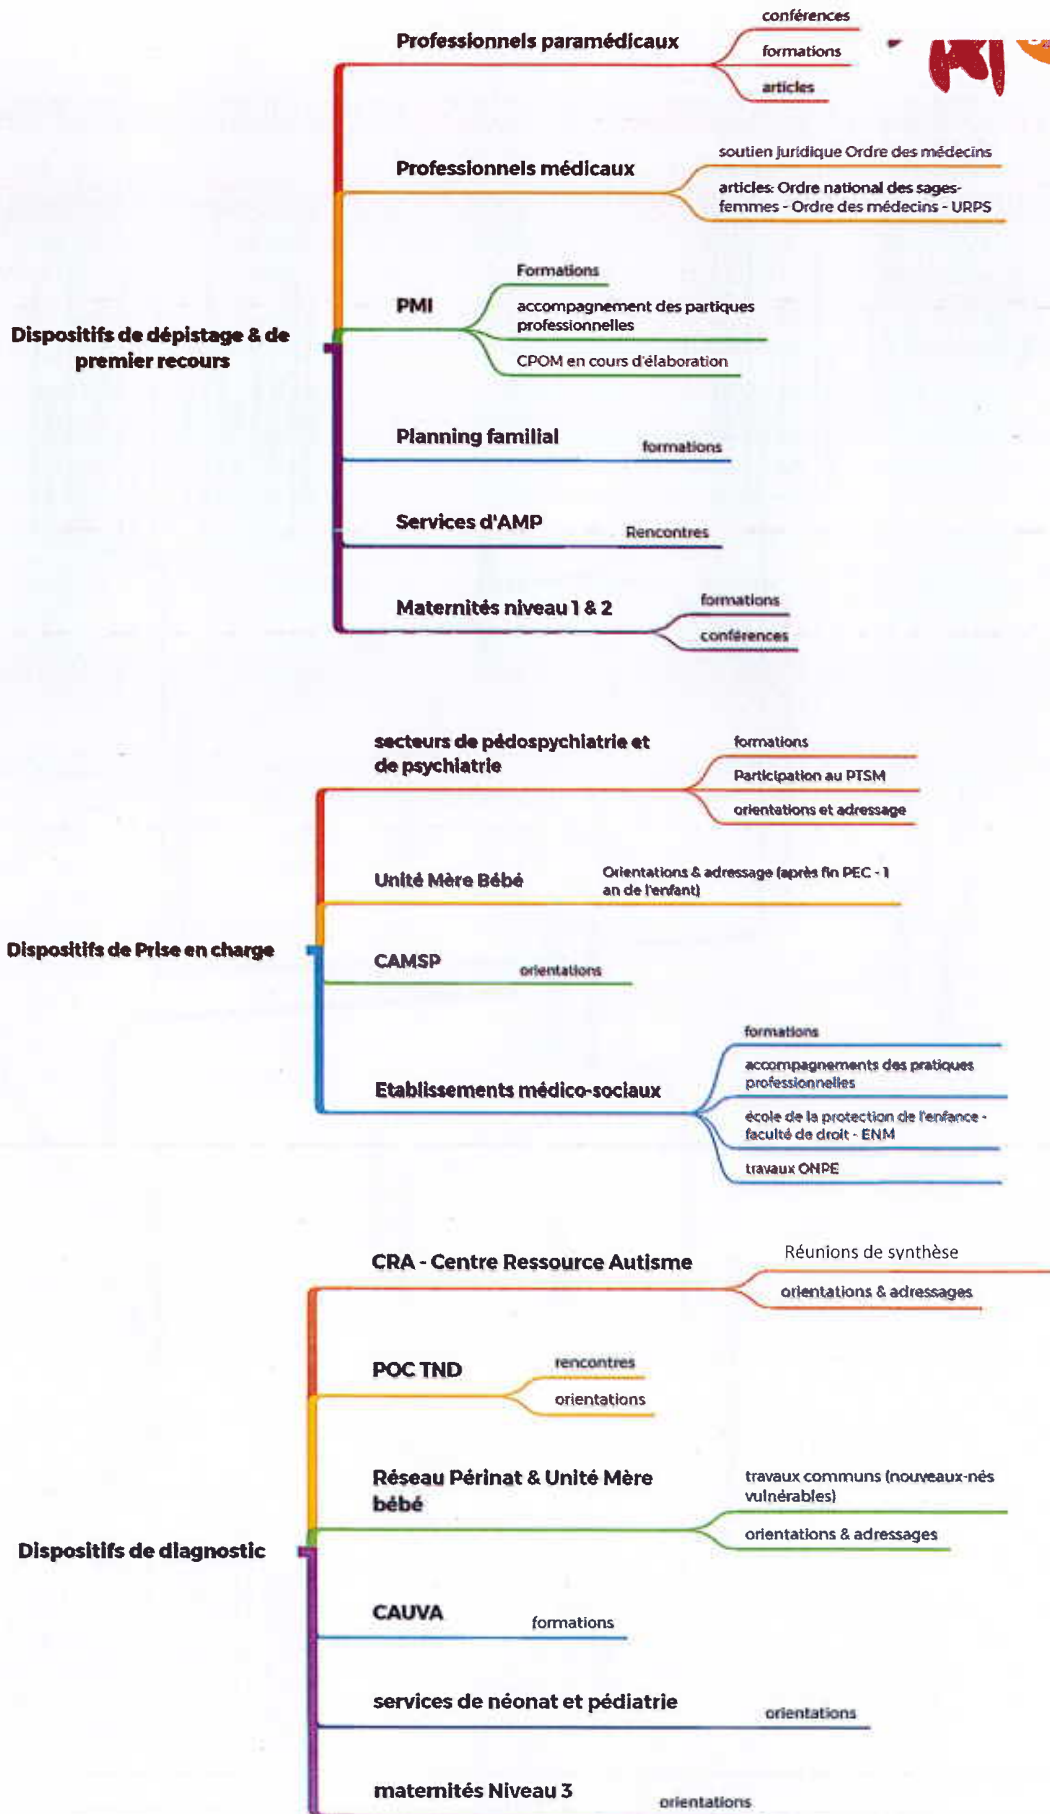 Professionnels paramédicaux
conférences
formations
articles
Professionnels médicaux
soutien juridique Ordre des médecins
articles: Ordre national des sages-
femmes - Ordre des médecins - URPS
Dispositifs de dépistage & de
premier recours
PMI
Formations
accompagnement des partiques
professionnelles
CPOM en cours d'élaboration
Planning familial
formations
Services d'AMP
Rencontres
Maternités niveau 1 & 2
formations
conférences
Dispositifs de Prise en charge
secteurs de pédospychiatrie et
de psychiatrie
formations
Participation au PTSM
orientations et adressage
Unité Mère Bébé
Orientations & adressage (après fin PEC - 1
an de l'enfant)
CAMSP
orientations
Etablissements médico-sociaux
formations
accompagnements des pratiques
professionnelles
école de la protection de l'enfance -
faculté de droit - ENM
travaux ONPE
Dispositifs de diagnostic
CRA - Centre Ressource Autisme
Réunions de synthèse
orientations & adressages
POC TND
rencontres
orientations
Réseau Périnat & Unité Mère
bébé
travaux communs (nouveaux-nés
vulnérables)
orientations & adressages
CAUVA
formations
services de néonat et pédiatrie
orientations
maternités Niveau 3
orientations